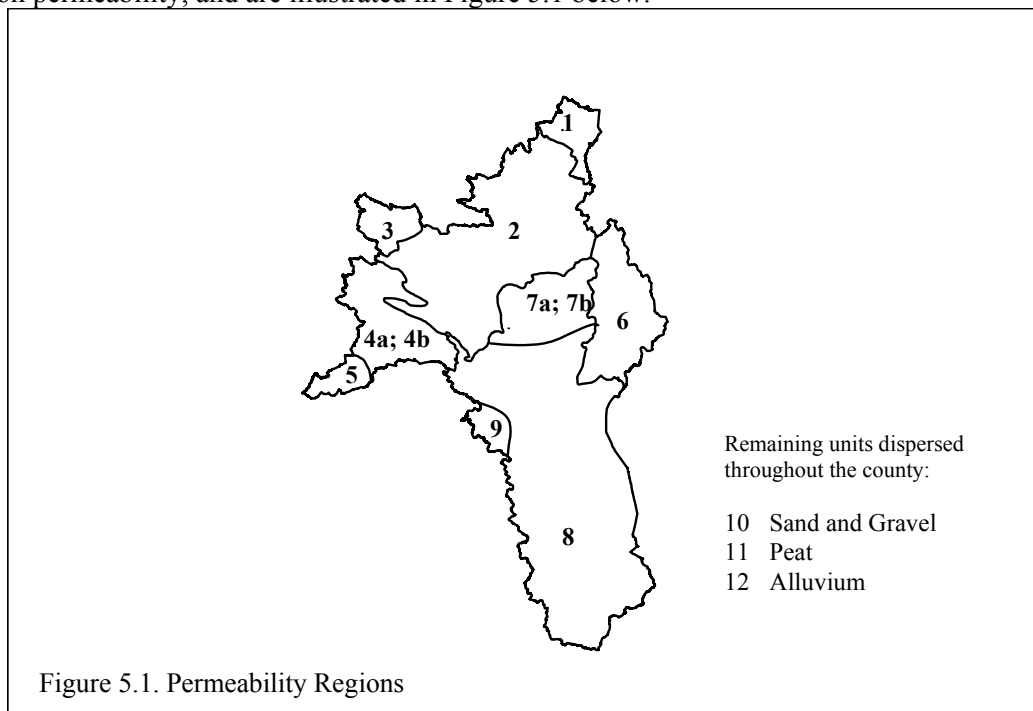 on permeability, and are illustrated in Figure 5.1 below.
1
2
3
7a; 7b
6
4a; 4b
5
9
Remaining units dispersed
throughout the county:
10 Sand and Gravel
8
11 Peat
12 Alluvium
Figure 5.1. Permeability Regions